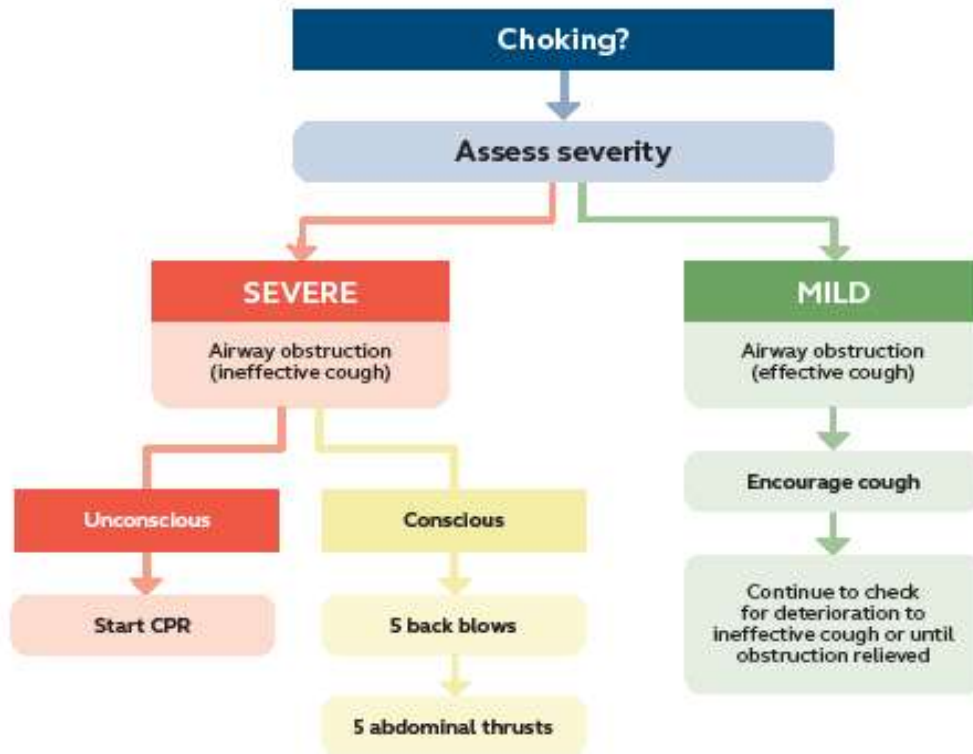 Choking?
Assess severity
SEVERE
Airway obstruction
(ineffective cough)
Unconscious
Start CPR
Conscious
5 back blows
5 abdominal thrusts
MILD
Airway obstruction
(effective cough)
Encourage cough
Continue to check
for deterioration to
ineffective cough or until
obstruction relieved